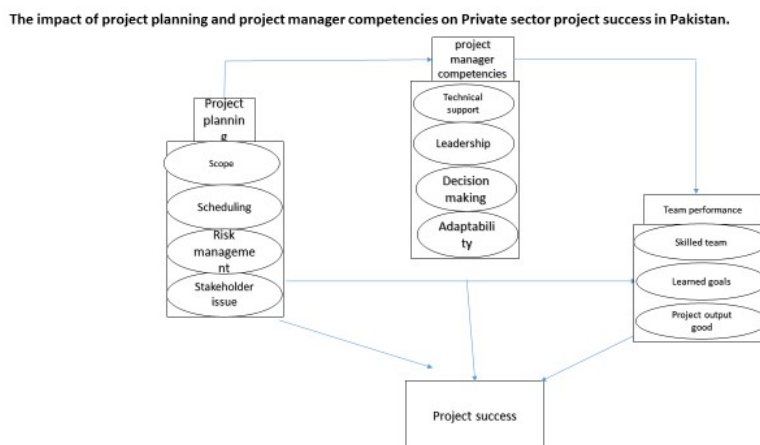 The impact of project planning and project manager competencies on Private sector project success in Pakistan.
project
manager
competencies
Technical
support
Leadership
Decision
making
Adaptabili
ty
Project
plannin
g
Scope
Scheduling
Risk
manageme
nt
Stakeholder
issue
Team performance
Skilled team
Learned goals
Project output
good
Project success